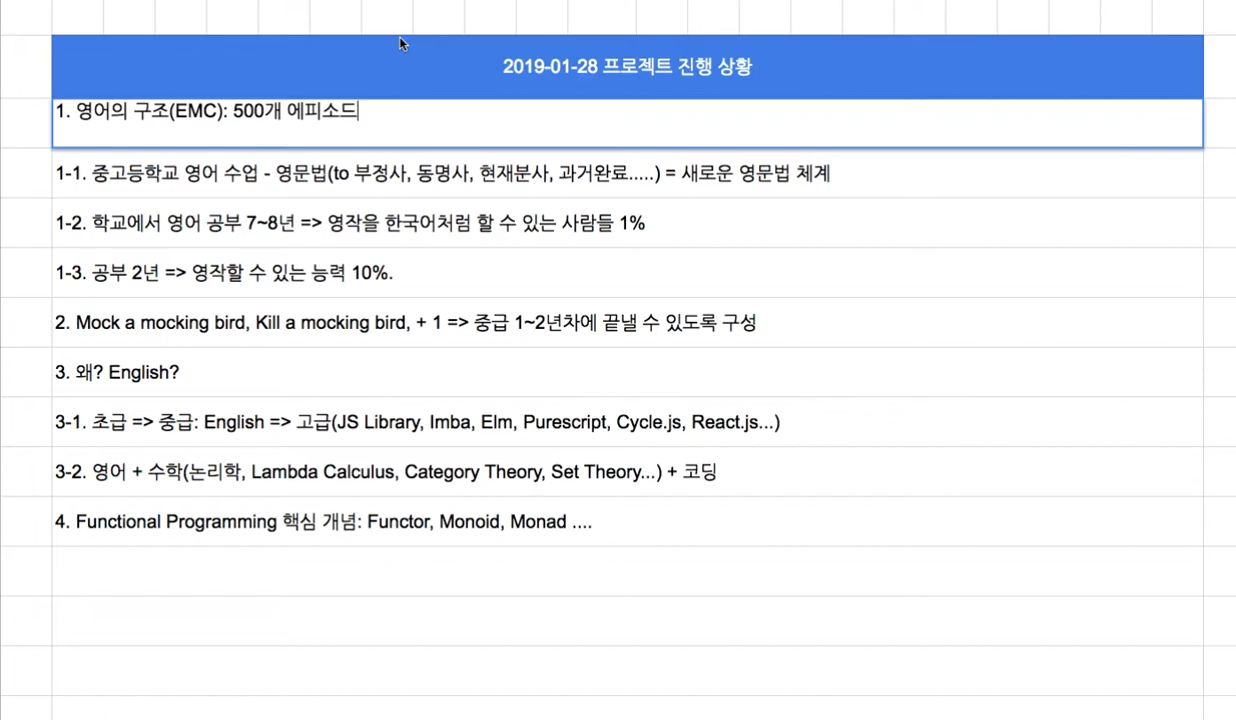 2019-01-28 프로젝트 진행 상황
1. 영어의 구조(EMC): 500개 에피소드
1-1. 중고등학교 영어 수업 - 영문법(to 부정사, 동명사, 현재분사, 과거완료.....) = 새로운 영문법 체계
1-2. 학교에서 영어 공부 7~8년 => 영작을 한국어처럼 할 수 있는 사람들 1%
1-3. 공부 2년 => 영작할 수 있는 능력 10%.
2. Mock a mocking bird, Kill a mocking bird, + 1 => 중급 1~2년차에 끝낼 수 있도록 구성
3. 왜? English?
3-1. 초급 => 중급: English => 고급(JS Library, Imba, Elm, Purescript, Cycle.js, React.js...)
3-2. 영어 + 수학(논리학, Lambda Calculus, Category Theory, Set Theory...) + 코딩
4. Functional Programming 핵심 개념: Functor, Monoid, Monad ....